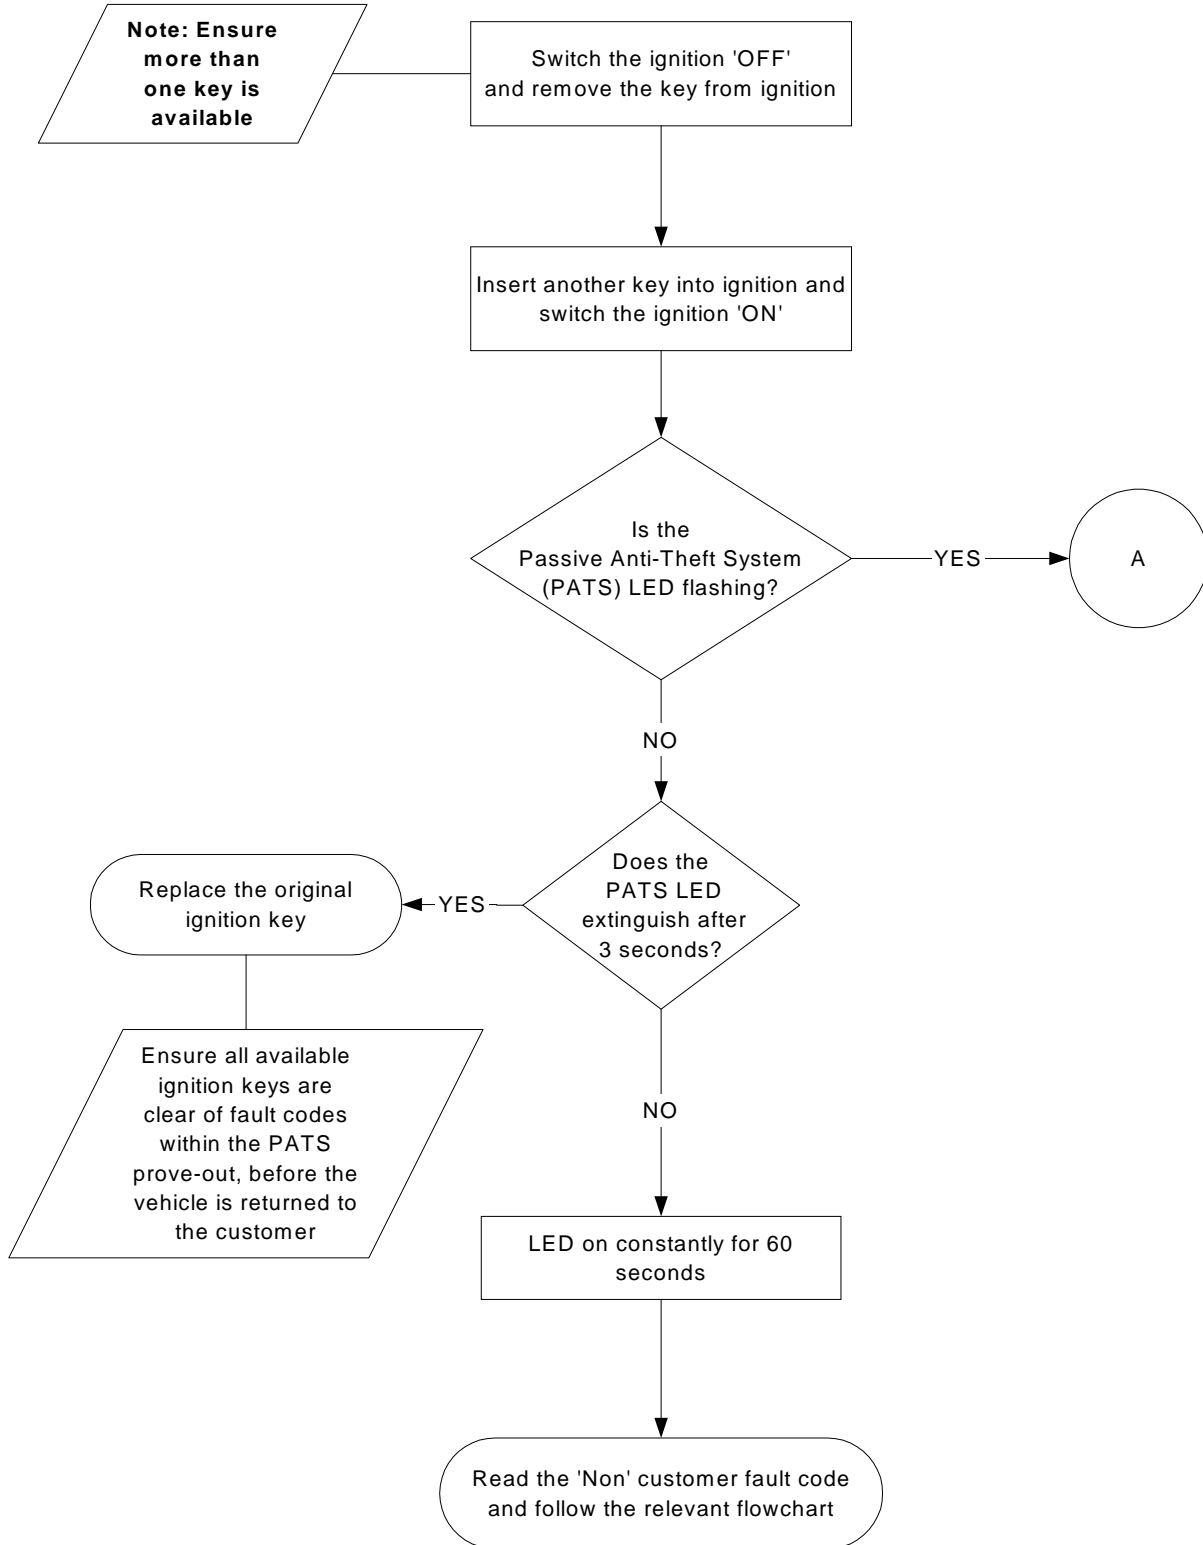 Note: Ensure
more than
one key is
available
Switch the ignition 'OFF'
and remove the key from ignition
Insert another key into ignition and
switch the ignition 'ON'
Is the
Passive Anti-Theft System
(PATS) LED flashing?
YES
A
NO
Does the
PATS LED
extinguish after
3 seconds?
YES
Replace the original
ignition key
Ensure all available
ignition keys are
clear of fault codes
within the PATS
prove-out, before the
vehicle is returned to
the customer
NO
LED on constantly for 60
seconds
Read the 'Non' customer fault code
and follow the relevant flowchart